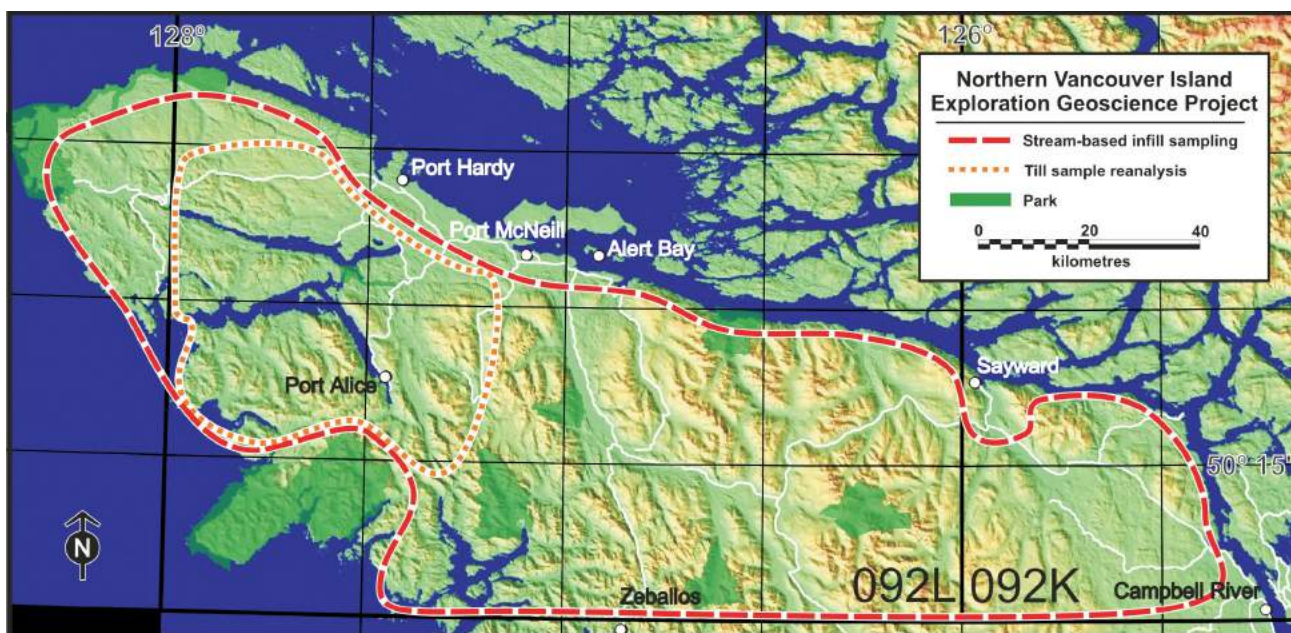 128°
126°
Northern Vancouver Island
Exploration Geoscience Project
Stream-based infill sampling
Till sample reanalysis
Park
0 20 40
kilometres
Port Hardy
Port McNeill
Alert Bay
Port Alice
Sayward
50° 15'
N
Zeballos
092L 092K
Campbell River